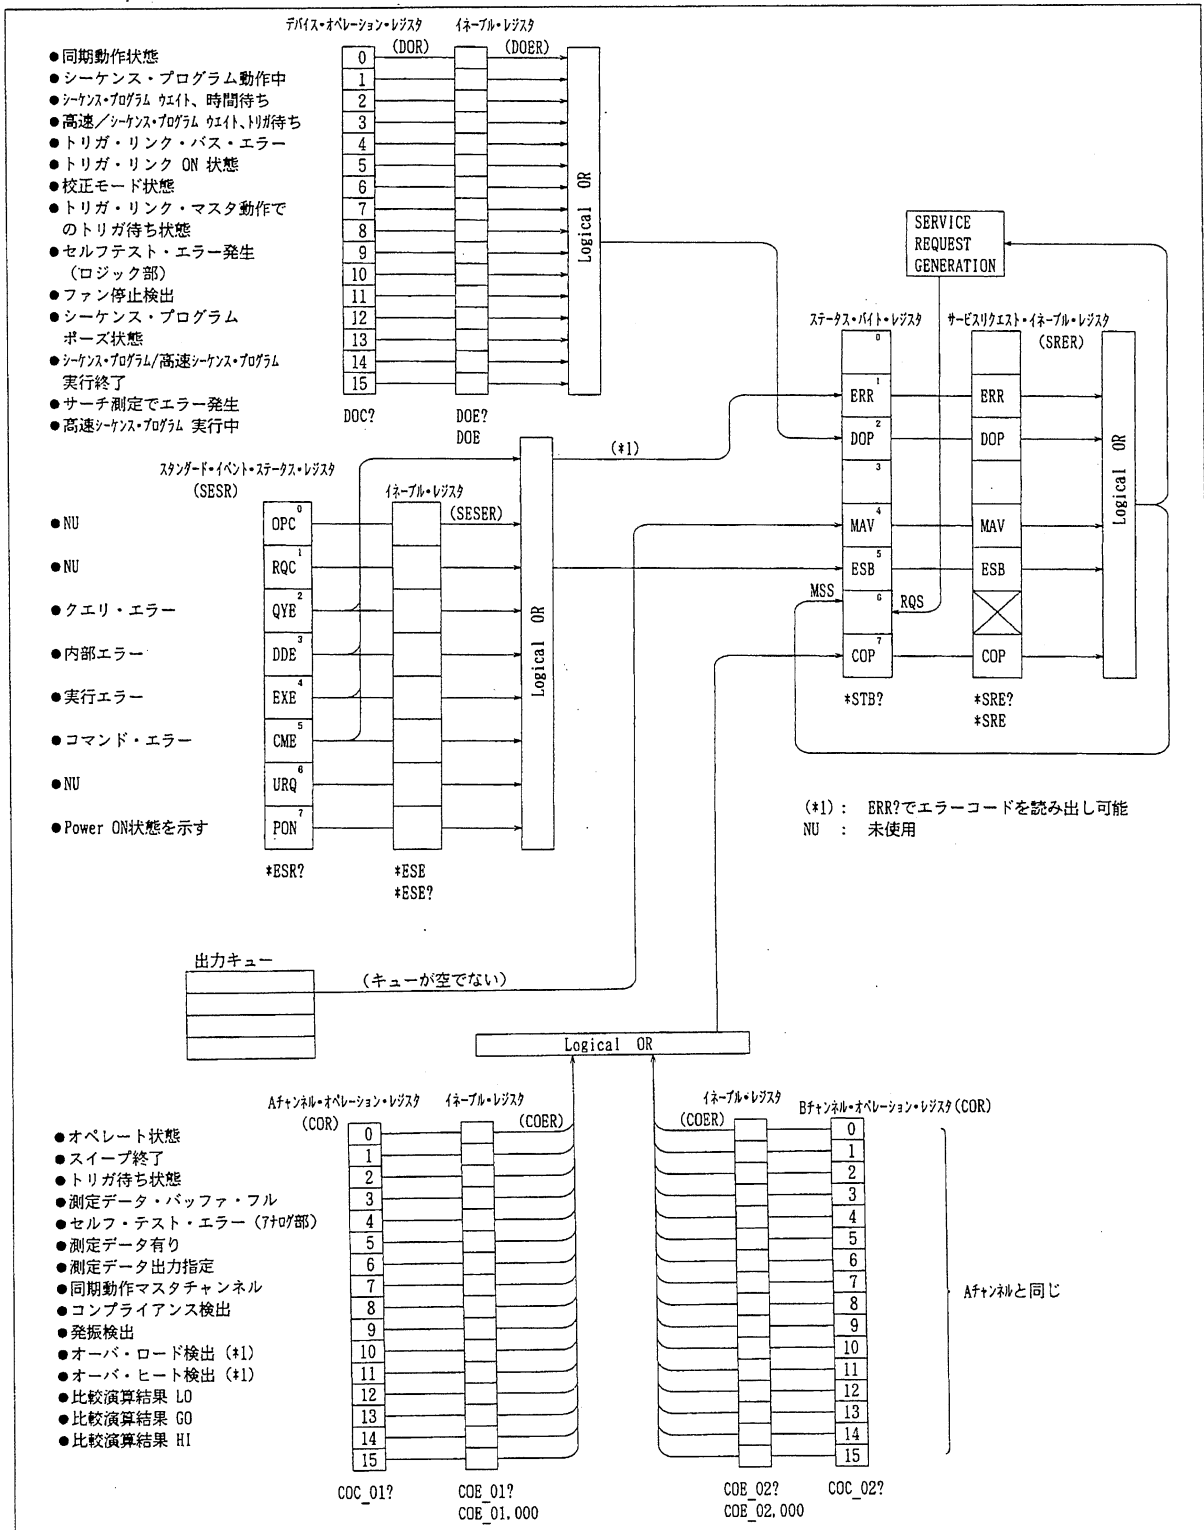 デバイス・オペレーション・レジスタ
(DOR)
イネーブル・レジスタ
(DOER)
●同期動作状態
●シーケンス・プログラム動作中
●シーケンス・プログラム ウエイト、時間待ち
●高速/シーケンス・プログラム ウエイト、トリガ待ち
●トリガ・リンク・バス・エラー
●トリガ・リンク ON 状態
●校正モード状態
●トリガ・リンク・マスタ動作で
のトリガ待ち状態
●セルフテスト・エラー発生
(ロジック部)
●ファン停止検出
●シーケンス・プログラム
ポーズ状態
●シーケンス・プログラム/高速シーケンス・プログラム
実行終了
●サーチ測定でエラー発生
●高速シーケンス・プログラム 実行中
0
1
2
3
4
5
6
7
8
9
10
11
12
13
14
15
DOC?
DOE?
DOE
Logical OR
SERVICE
REQUEST
GENERATION
ステータス・バイト・レジスタ
サービスリクエスト・イネーブル・レジスタ
(SRER)
0
ERR 1
DOP 2
3
MAV 4
ESB 5
6
COP 7
MSS
RQS
ERR
DOP
MAV
ESB
COP
Logical OR
*STB?
*SRE?
*SRE
(*1)
スタンダード・イベント・ステータス・レジスタ
(SESR)
イネーブル・レジスタ
(SESER)
●NU
●NU
●クエリ・エラー
●内部エラー
●実行エラー
●コマンド・エラー
●NU
●Power ON状態を示す
OPC 0
RQC 1
QYE 2
DDE 3
EXE 4
CME 5
URQ 6
PON 7
Logical OR
*ESR?
*ESE
*ESE?
(*1): ERR?でエラーコードを読み出し可能
NU : 未使用
出力キュー
(キューが空でない)
Logical OR
Aチャンネル・オペレーション・レジスタ
(COR)
イネーブル・レジスタ
(COER)
イネーブル・レジスタ
(COER)
Bチャンネル・オペレーション・レジスタ(COR)
●オペレート状態
●スイープ終了
●トリガ待ち状態
●測定データ・バッファ・フル
●セルフ・テスト・エラー(アナログ部)
●測定データ有り
●測定データ出力指定
●同期動作マスタチャンネル
●コンプライアンス検出
●発振検出
●オーバ・ロード検出 (*1)
●オーバ・ヒート検出 (*1)
●比較演算結果 LO
●比較演算結果 GO
●比較演算結果 HI
0
1
2
3
4
5
6
7
8
9
10
11
12
13
14
15
0
1
2
3
4
5
6
7
8
9
10
11
12
13
14
15
Aチャンネルと同じ
COC_01?
COE_01?
COE_01,000
COE_02?
COE_02,000
COC_02?